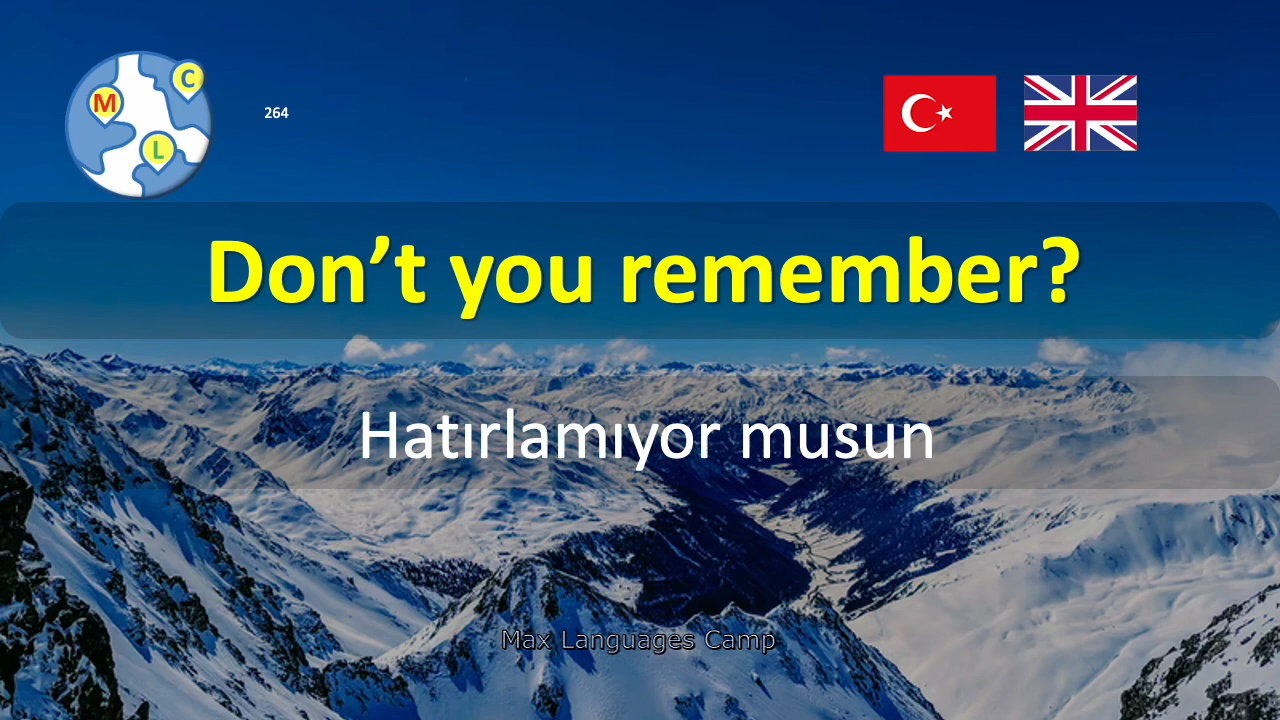 C
M
L
264
Don’t you remember?
Hatırlamıyor musun
Max Languages Camp